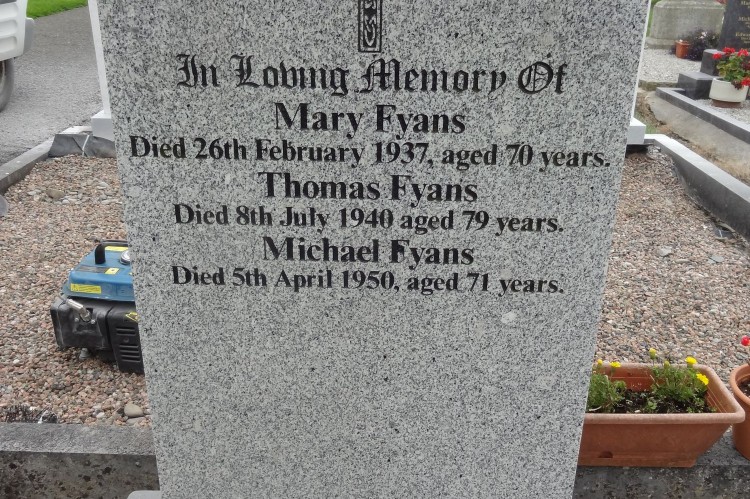 In Loving Memory Of
Mary Fyans
Died 26th February 1937, aged 70 years.
Thomas Fyans
Died 8th July 1940 aged 79 years.
Michael Fyans
Died 5th April 1950, aged 71 years.